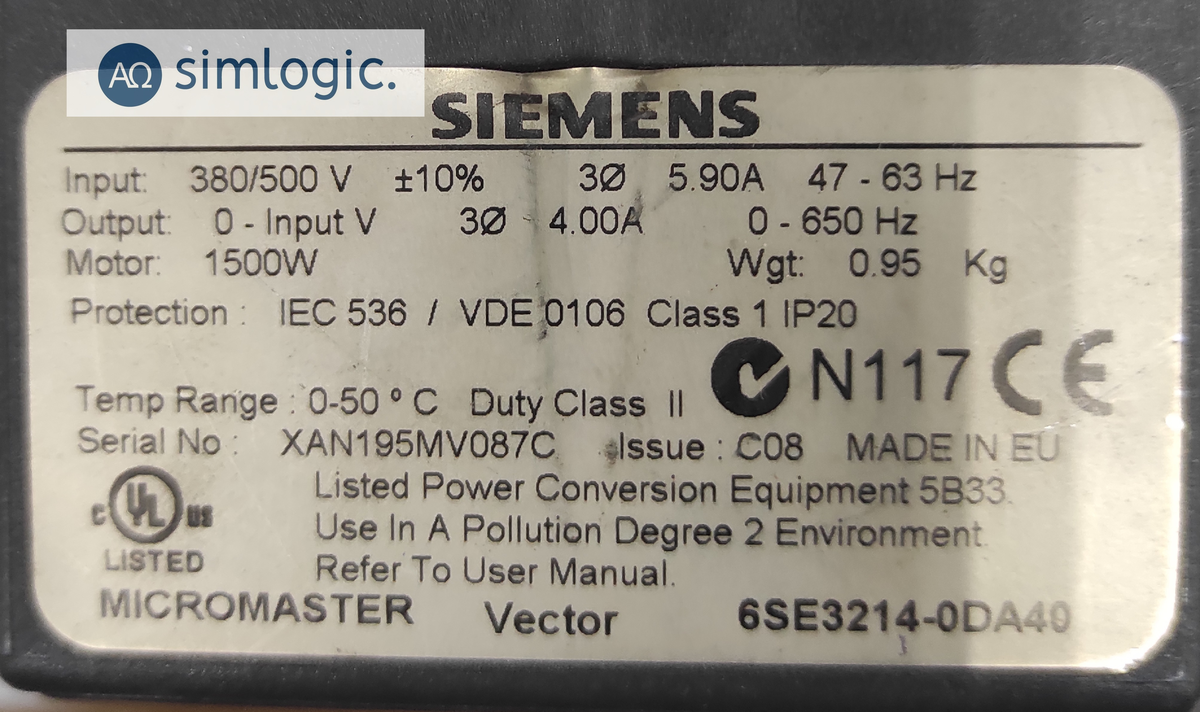 ΑΩ simlogic.
SIEMENS
Input: 380/500 V ±10% 3Ø 5.90A 47 - 63 Hz
Output: 0 - Input V 3Ø 4.00A 0 - 650 Hz
Motor: 1500W Wgt: 0.95 Kg
Protection : IEC 536 / VDE 0106 Class 1 IP20
N117 CE
Temp Range : 0-50 ° C Duty Class II
Serial No : XAN195MV087C Issue : C08 MADE IN EU
Listed Power Conversion Equipment 5B33.
c UL us
Use In A Pollution Degree 2 Environment.
LISTED
Refer To User Manual.
MICROMASTER Vector 6SE3214-0DA40